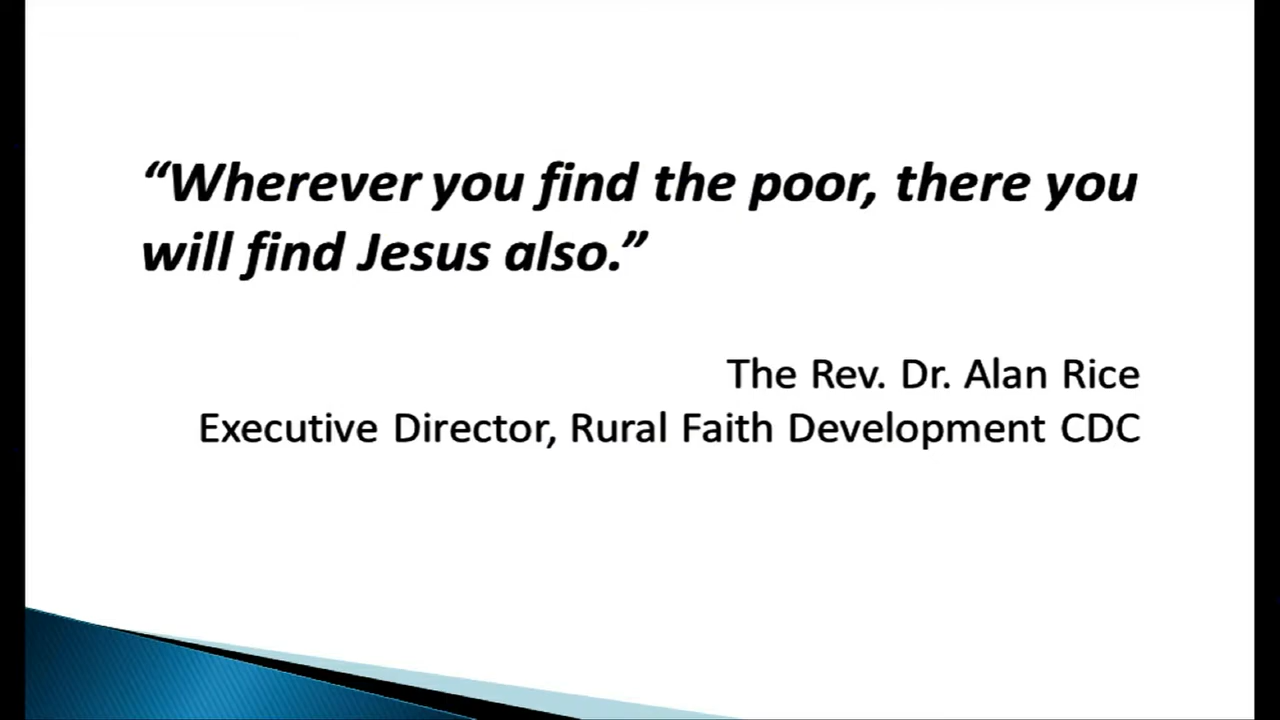 “Wherever you find the poor, there you
will find Jesus also.”
The Rev. Dr. Alan Rice
Executive Director, Rural Faith Development CDC